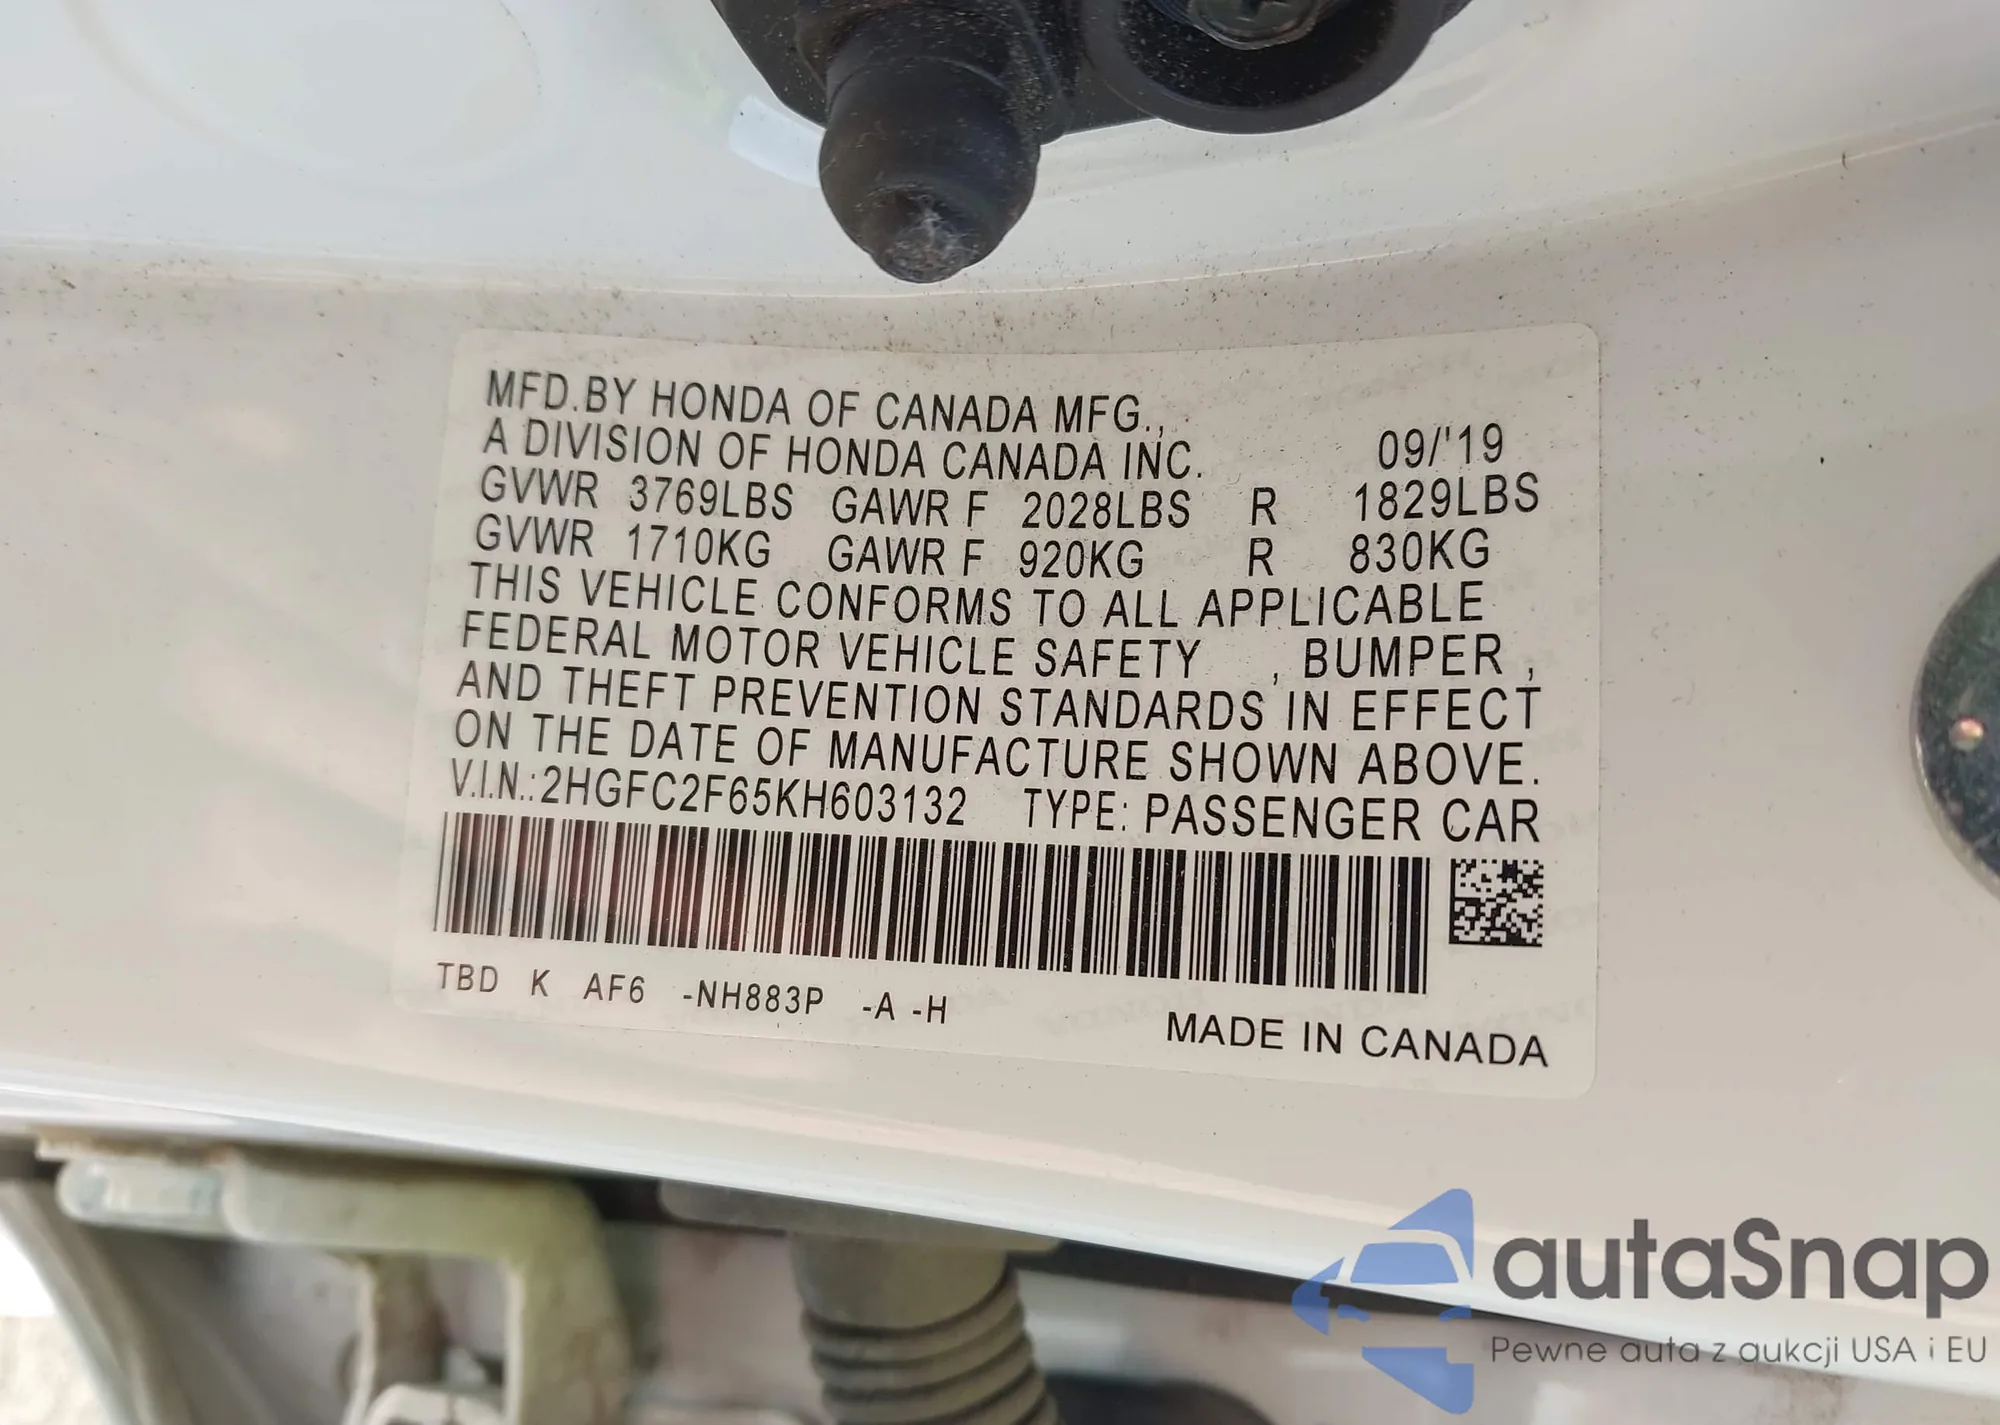 MFD.BY HONDA OF CANADA MFG.,
A DIVISION OF HONDA CANADA INC. 09/'19
GVWR 3769LBS GAWR F 2028LBS R 1829LBS
GVWR 1710KG GAWR F 920KG R 830KG
THIS VEHICLE CONFORMS TO ALL APPLICABLE
FEDERAL MOTOR VEHICLE SAFETY , BUMPER ,
AND THEFT PREVENTION STANDARDS IN EFFECT
ON THE DATE OF MANUFACTURE SHOWN ABOVE.
V.I.N.:2HGFC2F65KH603132 TYPE: PASSENGER CAR
TBD K AF6 -NH883P -A -H
MADE IN CANADA
autaSnap
Pewne auta z aukcji USA i EU